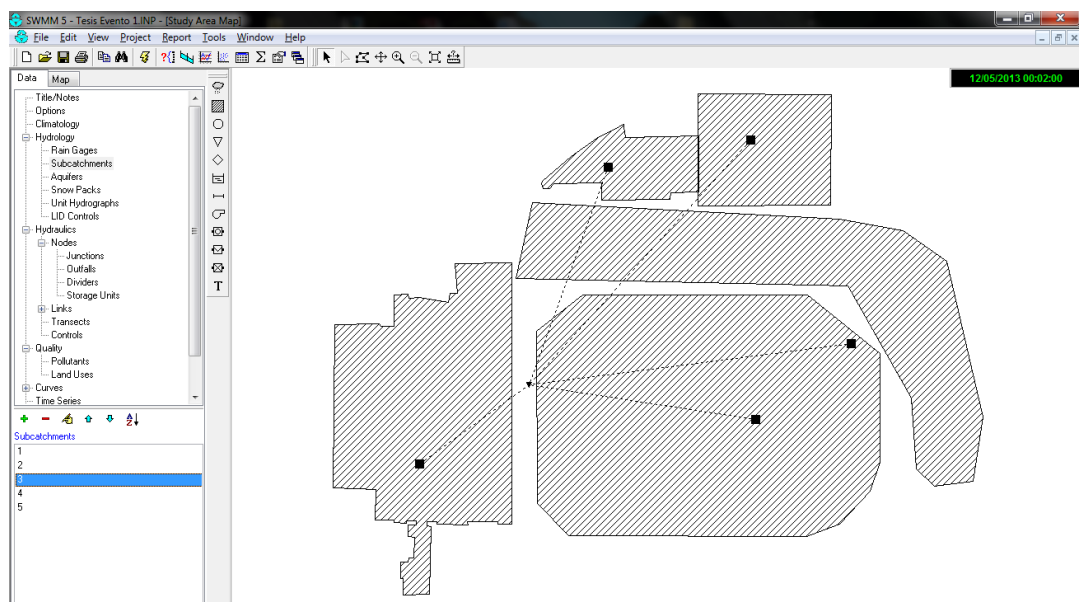 SWMM 5 - Tesis Evento 1.INP - [Study Area Map]
File Edit View Project Report Tools Window Help
Data Map
12/05/2013 00:02:00
Title/Notes
Options
Climatology
Hydrology
Rain Gages
Subcatchments
Aquifers
Snow Packs
Unit Hydrographs
LID Controls
Hydraulics
Nodes
Junctions
Outfalls
Dividers
Storage Units
Links
Transects
Controls
Quality
Pollutants
Land Uses
Curves
Time Series
T
Subcatchments
1
2
3
4
5